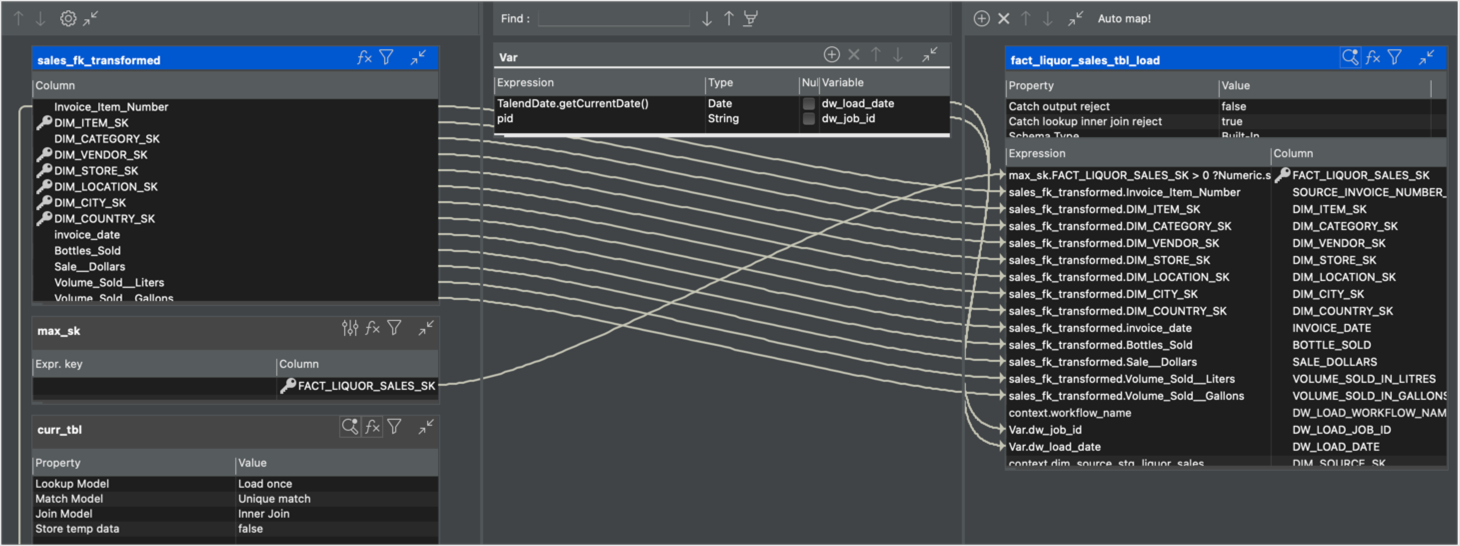 Find :
Auto map!
sales_fk_transformed
Column
Invoice_Item_Number
DIM_ITEM_SK
DIM_CATEGORY_SK
DIM_VENDOR_SK
DIM_STORE_SK
DIM_LOCATION_SK
DIM_CITY_SK
DIM_COUNTRY_SK
invoice_date
Bottles_Sold
Sale__Dollars
Volume_Sold__Liters
Volume_Sold__Gallons
max_sk
Expr. key Column
FACT_LIQUOR_SALES_SK
curr_tbl
Property Value
Lookup Model Load once
Match Model Unique match
Join Model Inner Join
Store temp data false
Var
Expression Type Nul Variable
TalendDate.getCurrentDate() Date dw_load_date
pid String dw_job_id
fact_liquor_sales_tbl_load
Property Value
Catch output reject false
Catch lookup inner join reject true
Schema Type Built-In
Expression Column
max_sk.FACT_LIQUOR_SALES_SK > 0 ?Numeric.s FACT_LIQUOR_SALES_SK
sales_fk_transformed.Invoice_Item_Number SOURCE_INVOICE_NUMBER_
sales_fk_transformed.DIM_ITEM_SK DIM_ITEM_SK
sales_fk_transformed.DIM_CATEGORY_SK DIM_CATEGORY_SK
sales_fk_transformed.DIM_VENDOR_SK DIM_VENDOR_SK
sales_fk_transformed.DIM_STORE_SK DIM_STORE_SK
sales_fk_transformed.DIM_LOCATION_SK DIM_LOCATION_SK
sales_fk_transformed.DIM_CITY_SK DIM_CITY_SK
sales_fk_transformed.DIM_COUNTRY_SK DIM_COUNTRY_SK
sales_fk_transformed.invoice_date INVOICE_DATE
sales_fk_transformed.Bottles_Sold BOTTLE_SOLD
sales_fk_transformed.Sale__Dollars SALE_DOLLARS
sales_fk_transformed.Volume_Sold__Liters VOLUME_SOLD_IN_LITRES
sales_fk_transformed.Volume_Sold__Gallons VOLUME_SOLD_IN_GALLONS
context.workflow_name DW_LOAD_WORKFLOW_NAM
Var.dw_job_id DW_LOAD_JOB_ID
Var.dw_load_date DW_LOAD_DATE
context.dim_source_stg_liquor_sales DIM_SOURCE_SK